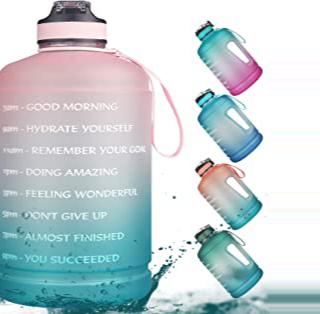 7am - GOOD MORNING
9am - HYDRATE YOURSELF
11am - REMEMBER YOUR GOAL
1pm - DOING AMAZING
3pm - FEELING WONDERFUL
5pm - DON'T GIVE UP
7pm - ALMOST FINISHED
9pm - YOU SUCCEEDED